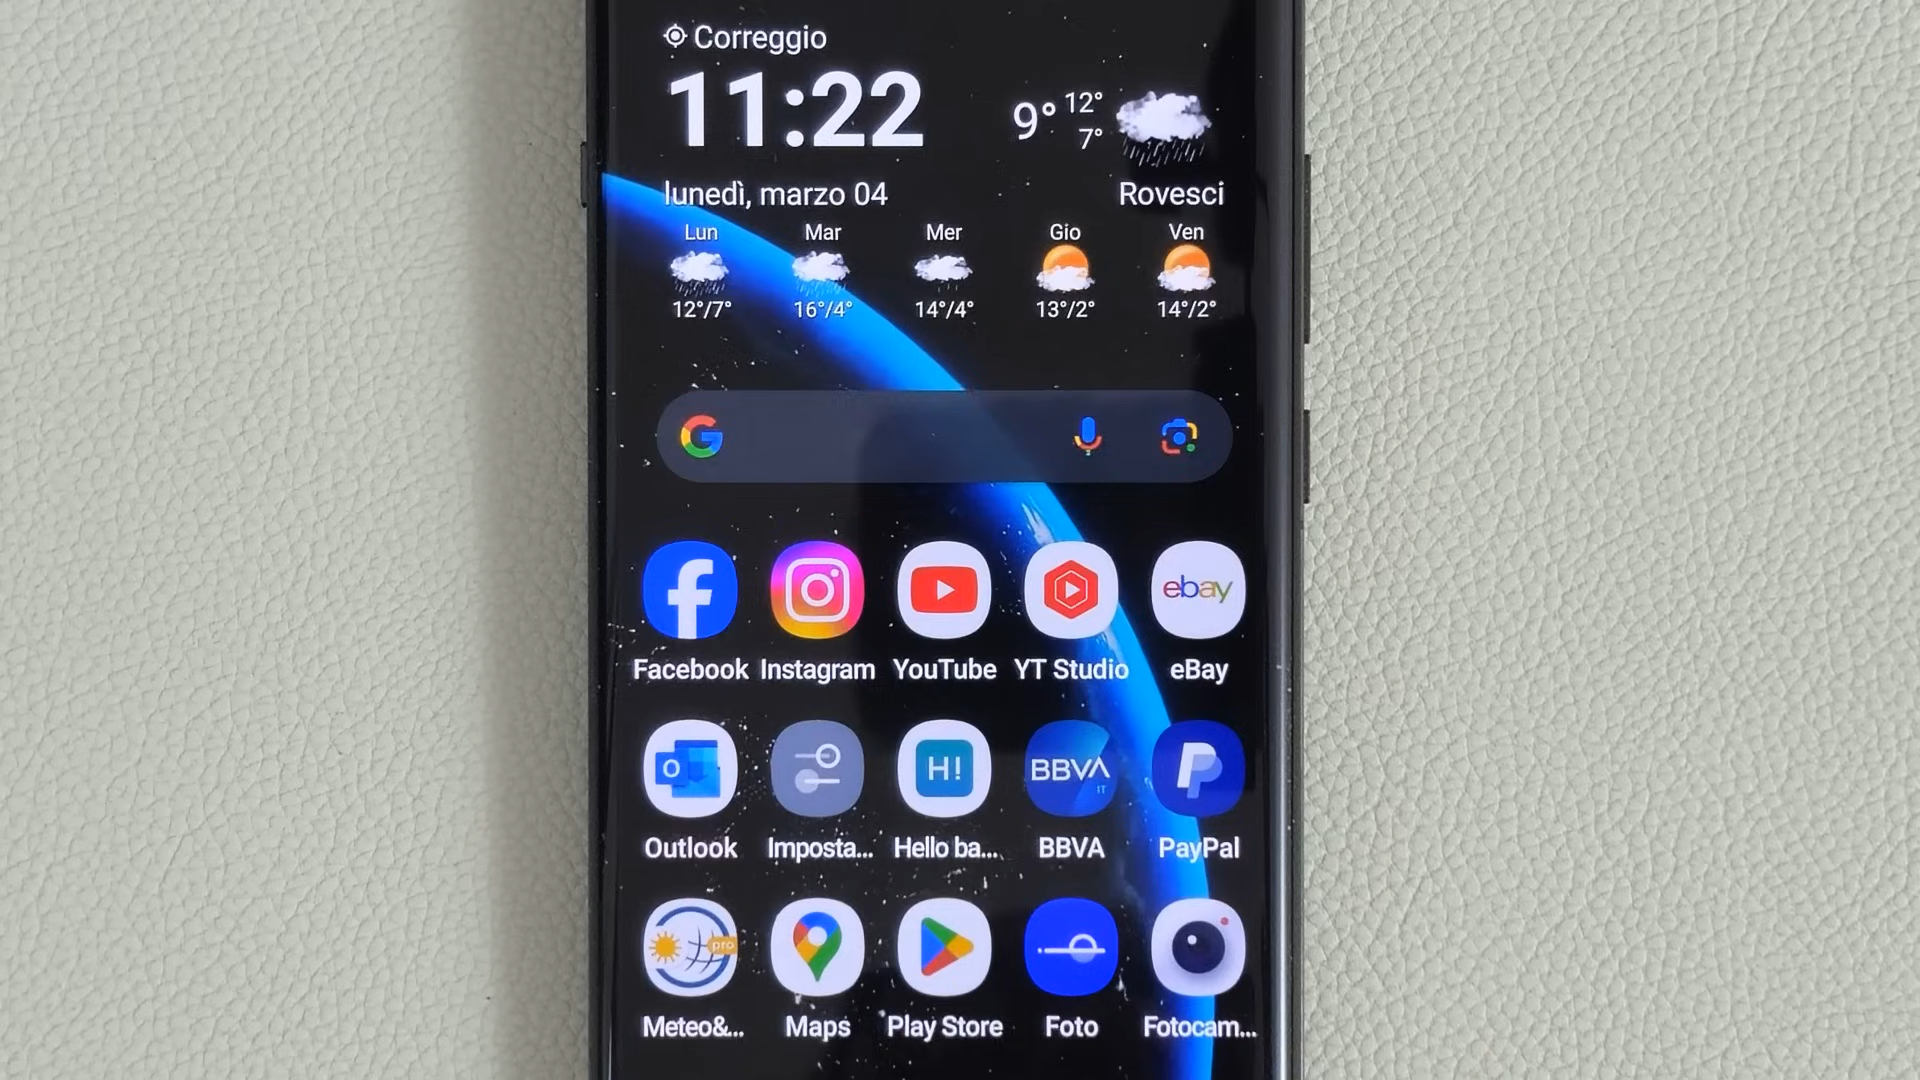 Correggio
11:22
9° 12° 7°
lunedì, marzo 04 Rovesci
Lun Mar Mer Gio Ven
12°/7° 16°/4° 14°/4° 13°/2° 14°/2°
ebay
Facebook Instagram YouTube YT Studio eBay
O H! BBVA IT
Outlook Imposta... Hello ba... BBVA PayPal
pro
Meteo&... Maps Play Store Foto Fotocam...